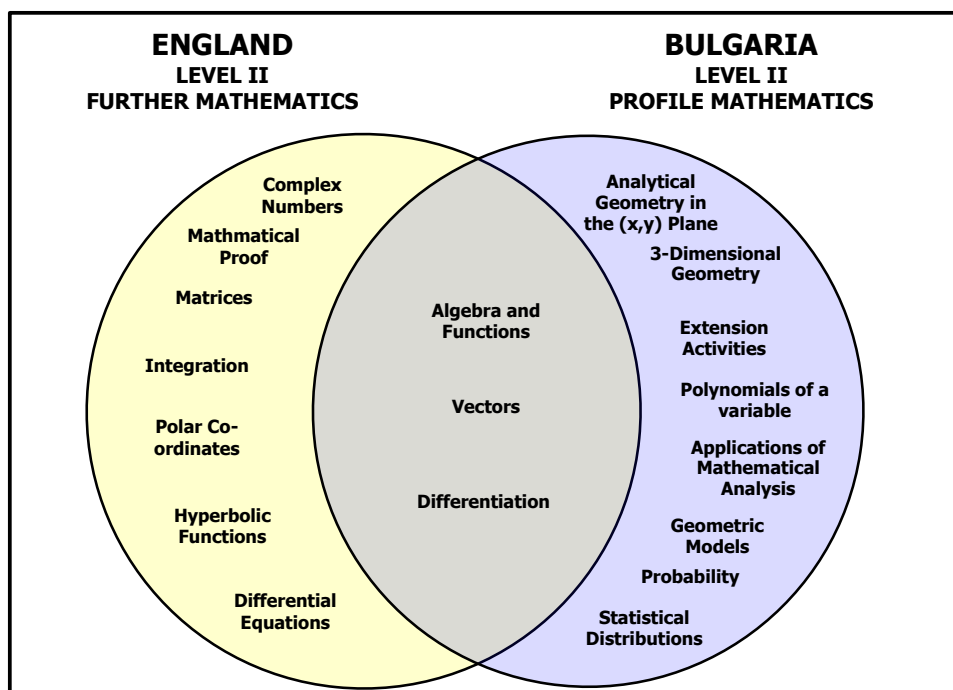 ENGLAND
LEVEL II
FURTHER MATHEMATICS
BULGARIA
LEVEL II
PROFILE MATHEMATICS
Complex
Numbers
Mathmatical
Proof
Matrices
Integration
Polar Co-
ordinates
Hyperbolic
Functions
Differential
Equations
Algebra and
Functions
Vectors
Differentiation
Analytical
Geometry in
the (x,y) Plane
3-Dimensional
Geometry
Extension
Activities
Polynomials of a
variable
Applications of
Mathematical
Analysis
Geometric
Models
Probability
Statistical
Distributions